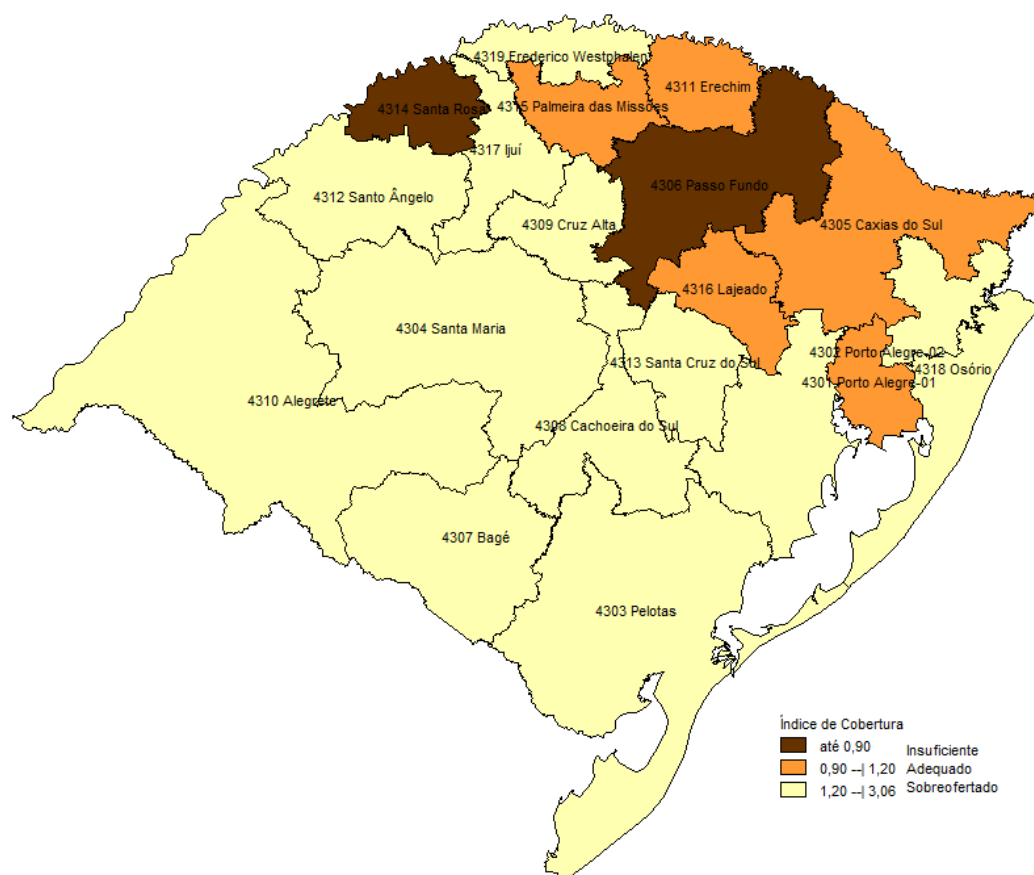 4319 Frederico Westphalen
4311 Erechim
4314 Santa Rosa
4315 Palmeira das Missões
4317 Ijuí
4306 Passo Fundo
4312 Santo Ângelo
4309 Cruz Alta
4305 Caxias do Sul
4316 Lajeado
4304 Santa Maria
4302 Porto Alegre-02
4313 Santa Cruz do Sul
4318 Osório
4301 Porto Alegre-01
4310 Alegrete
4308 Cachoeira do Sul
4307 Bagé
4303 Pelotas
Índice de Cobertura
até 0,90 Insuficiente
0,90 --| 1,20 Adequado
1,20 --| 3,06 Sobreofertado